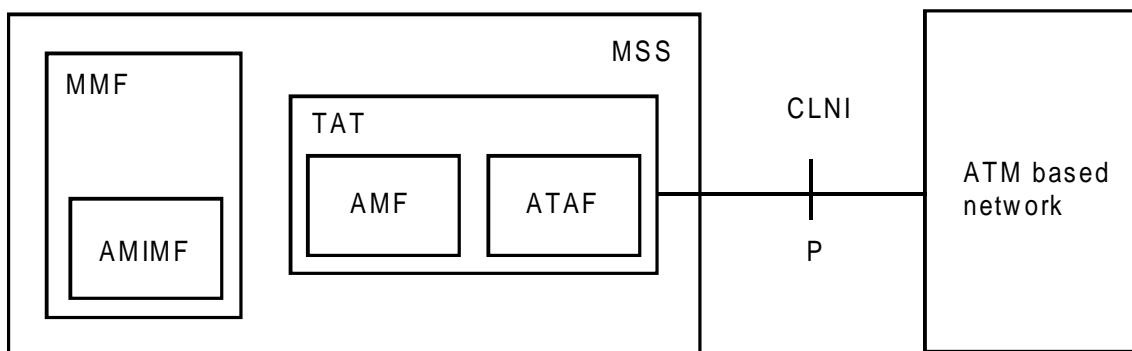 MSS
MMF
TAT
CLNI
AMF
ATAF
ATM based
network
AMIMF
P